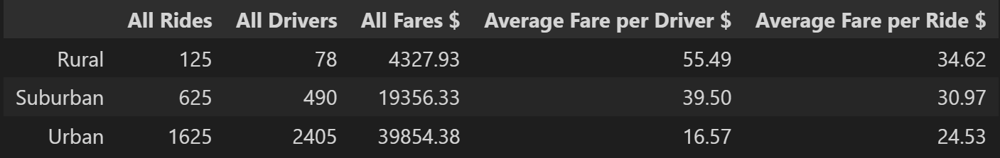 All Rides All Drivers All Fares $ Average Fare per Driver $ Average Fare per Ride $
Rural 125 78 4327.93 55.49 34.62
Suburban 625 490 19356.33 39.50 30.97
Urban 1625 2405 39854.38 16.57 24.53